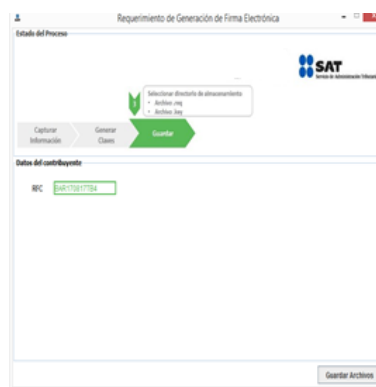 Requerimiento de Generación de Firma Electrónica
Estado del Proceso
SAT
Servicio de Administración Tributaria
Seleccionar directorio de almacenamiento
• Archivo .req
• Archivo .key
Capturar Información
Generar Claves
Guardar
Datos del contribuyente
RFC
Guardar Archivos